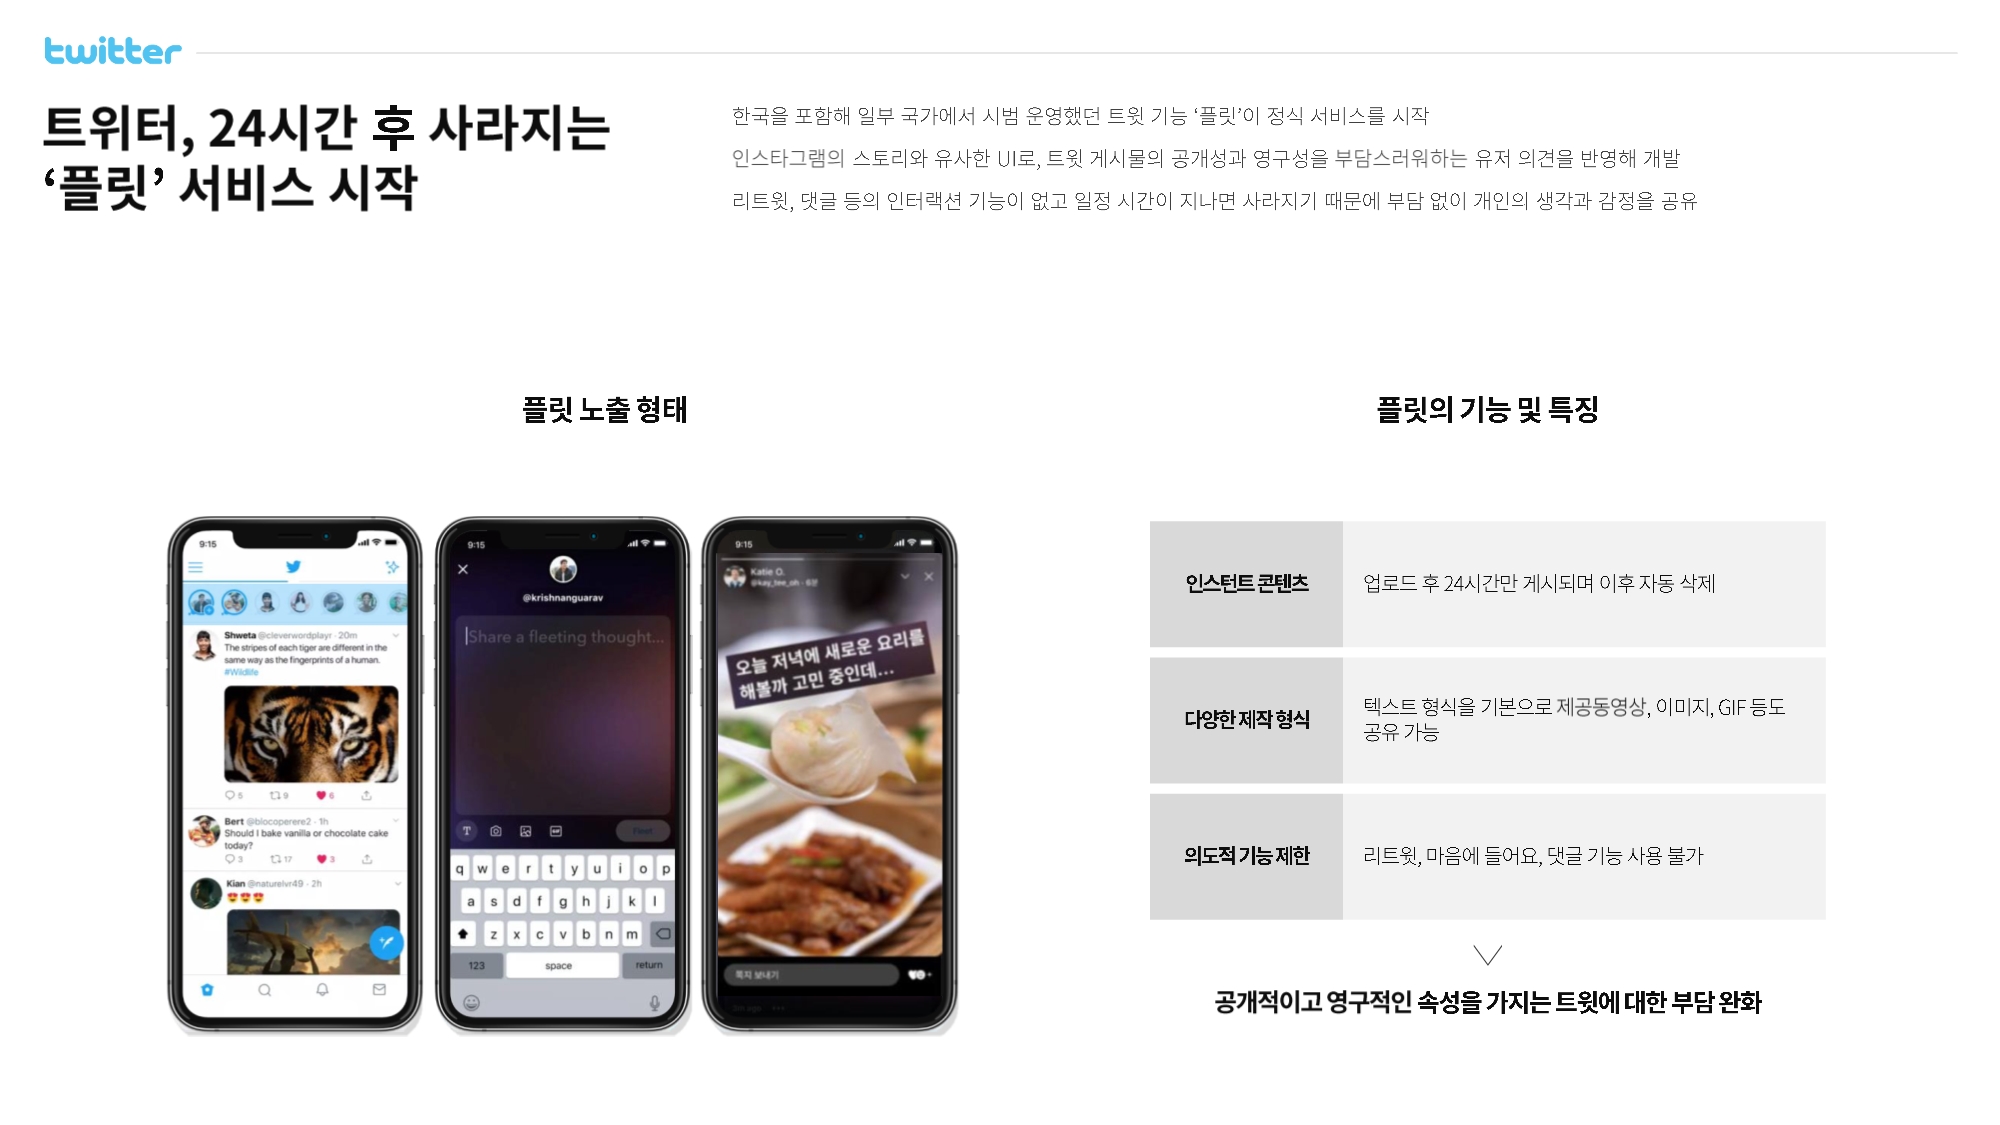 twitter
트위터, 24시간 후 사라지는
‘플릿’ 서비스 시작
한국을 포함해 일부 국가에서 시범 운영했던 트윗 기능 ‘플릿’이 정식 서비스를 시작
인스타그램의 스토리와 유사한 UI로, 트윗 게시물의 공개성과 영구성을 부담스러워하는 유저 의견을 반영해 개발
리트윗, 댓글 등의 인터랙션 기능이 없고 일정 시간이 지나면 사라지기 때문에 부담 없이 개인의 생각과 감정을 공유
플릿 노출 형태
9:15
Shweta @cleverwordplayr · 20m
The stripes of each tiger are different in the
same way as the fingerprints of a human.
#Wildlife
5 9 6
Bert @blocoperere2 · 1h
Should I bake vanilla or chocolate cake
today?
3 17 3
Kian @naturelvr49 · 2h
9:15
@krishnanguarav
Share a fleeting thought...
T GIF Fleet
q w e r t y u i o p
a s d f g h j k l
z x c v b n m
123 space return
9:15
Katie O.
@kay_tee_oh · 6분
오늘 저녁에 새로운 요리를
해볼까 고민 중인데...
쪽지 보내기
플릿의 기능 및 특징
인스턴트 콘텐츠
업로드 후 24시간만 게시되며 이후 자동 삭제
다양한 제작 형식
텍스트 형식을 기본으로 제공동영상, 이미지, GIF 등도
공유 가능
의도적 기능 제한
리트윗, 마음에 들어요, 댓글 기능 사용 불가
공개적이고 영구적인 속성을 가지는 트윗에 대한 부담 완화